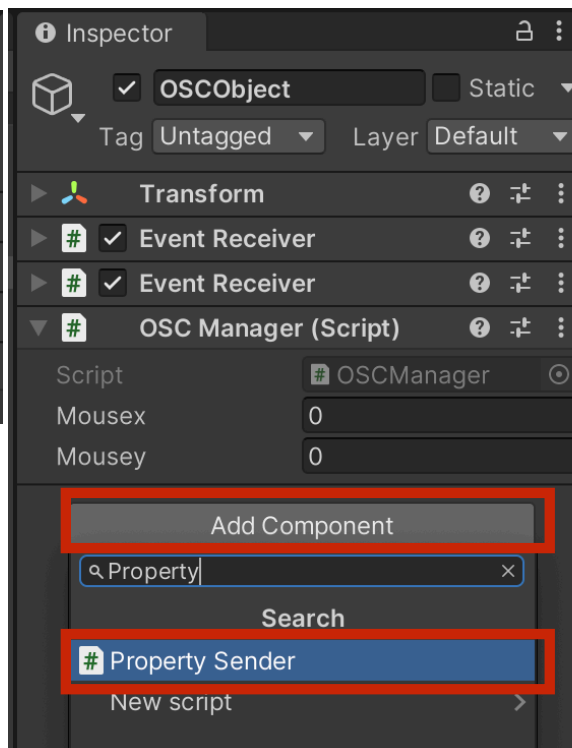 Inspector
OSCObject Static
Tag Untagged Layer Default
Transform
# Event Receiver
# Event Receiver
# OSC Manager (Script)
Script # OSCManager
Mousex 0
Mousey 0
Add Component
Property
Search
# Property Sender
New script